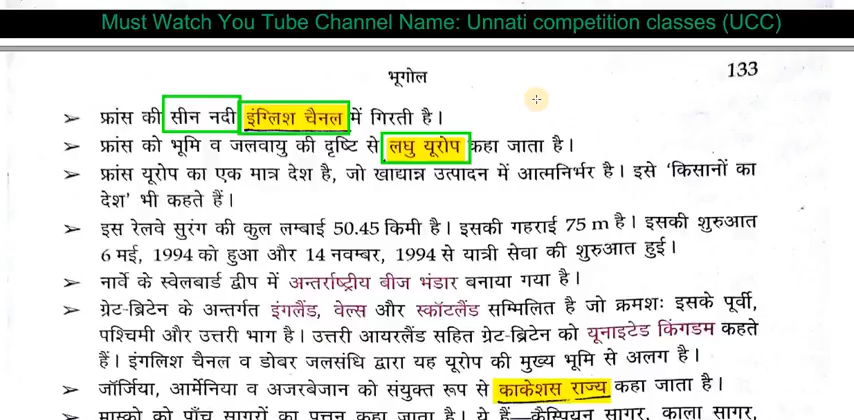 Must Watch You Tube Channel Name: Unnati competition classes (UCC)
भूगोल 133
➢ फ्रांस की सीन नदी इंग्लिश चैनल में गिरती है।
➢ फ्रांस को भूमि व जलवायु की दृष्टि से लघु यूरोप कहा जाता है।
➢ फ्रांस यूरोप का एक मात्र देश है, जो खाद्यान्न उत्पादन में आत्मनिर्भर है। इसे 'किसानों का
देश' भी कहते हैं।
➢ इस रेलवे सुरंग की कुल लम्बाई 50.45 किमी है। इसकी गहराई 75 m है। इसकी शुरुआत
6 मई, 1994 को हुआ और 14 नवम्बर, 1994 से यात्री सेवा की शुरुआत हुई।
➢ नार्वे के स्वेलबार्ड द्वीप में अन्तर्राष्ट्रीय बीज भंडार बनाया गया है।
➢ ग्रेट-ब्रिटेन के अन्तर्गत इंगलैंड, वेल्स और स्कॉटलैंड सम्मिलित है जो क्रमशः इसके पूर्वी,
पश्चिमी और उत्तरी भाग है। उत्तरी आयरलैंड सहित ग्रेट-ब्रिटेन को यूनाइटेड किंगडम कहते
हैं। इंगलिश चैनल व डोबर जलसंधि द्वारा यह यूरोप की मुख्य भूमि से अलग है।
➢ जॉर्जिया, आर्मेनिया व अजरबेजान को संयुक्त रूप से काकेशस राज्य कहा जाता है।
➢ मास्को को पाँच सागरों का पत्तन कहा जाता है। ये हैं—कैस्पियन सागर, काला सागर,